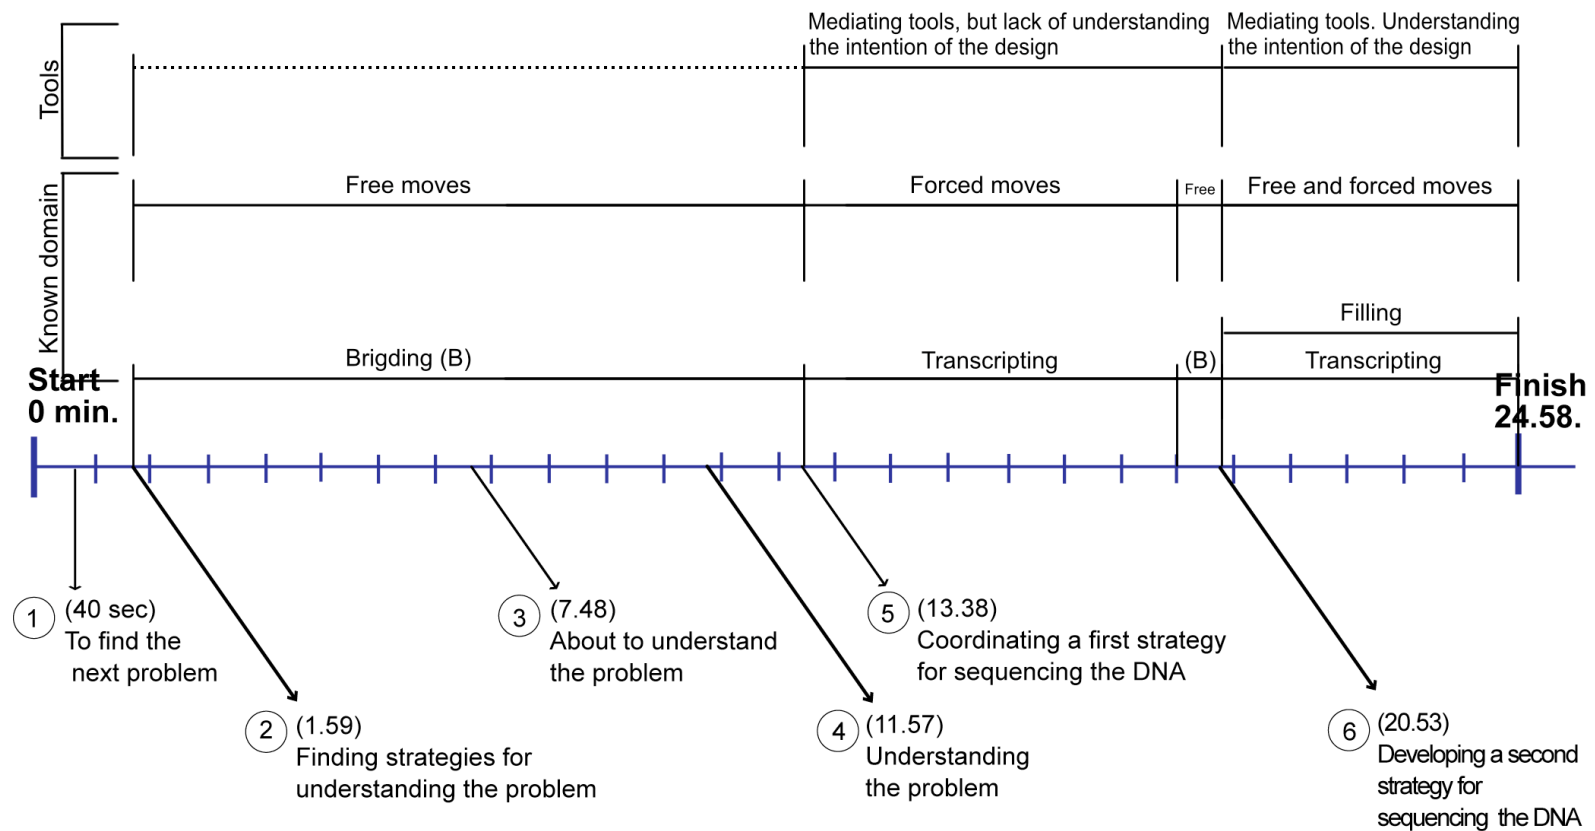 Mediating tools, but lack of understanding
the intention of the design
Mediating tools. Understanding
the intention of the design
Tools
Free moves
Forced moves
Free
Free and forced moves
Known domain
Filling
Brigding (B)
Transcripting
(B)
Transcripting
Start
0 min.
Finish
24.58.
1
(40 sec)
To find the
next problem
2
(1.59)
Finding strategies for
understanding the problem
3
(7.48)
About to understand
the problem
4
(11.57)
Understanding
the problem
5
(13.38)
Coordinating a first strategy
for sequencing the DNA
6
(20.53)
Developing a second
strategy for
sequencing the DNA